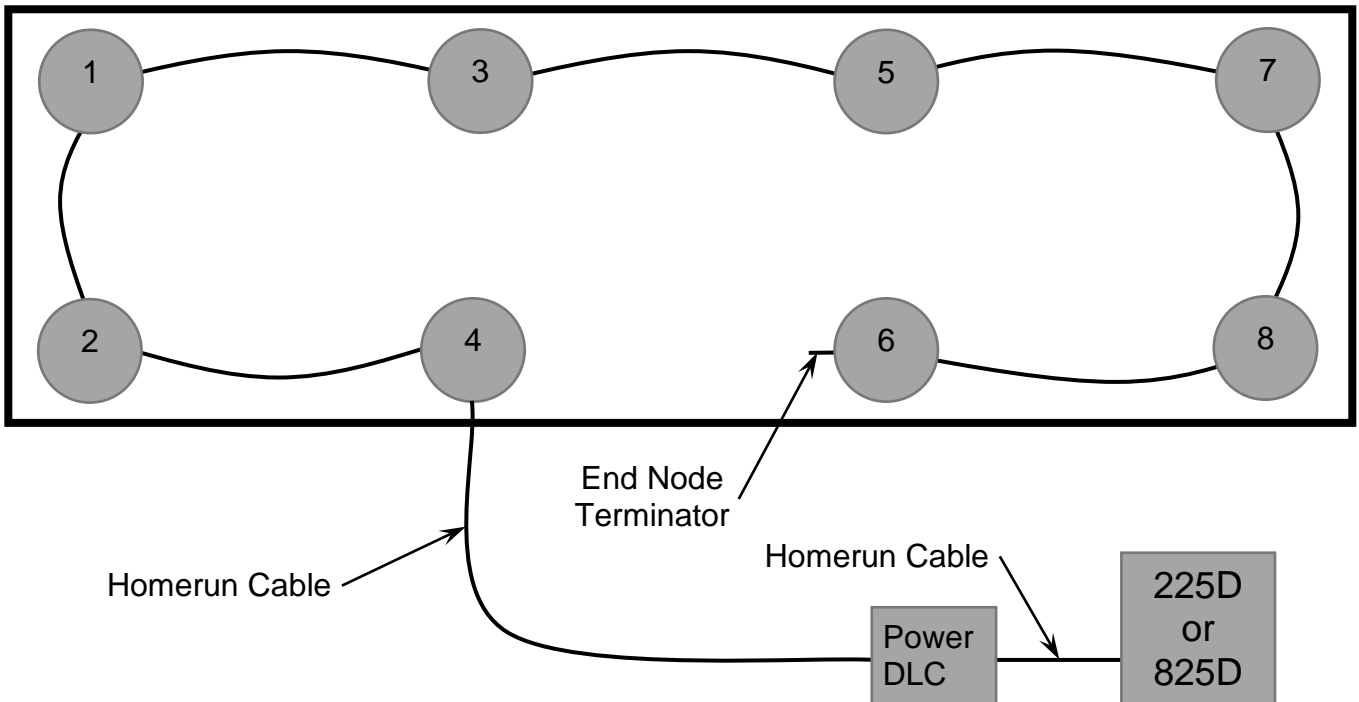 1
3
5
7
2
4
6
8
End Node
Terminator
Homerun Cable
Homerun Cable
Power
DLC
225D
or
825D